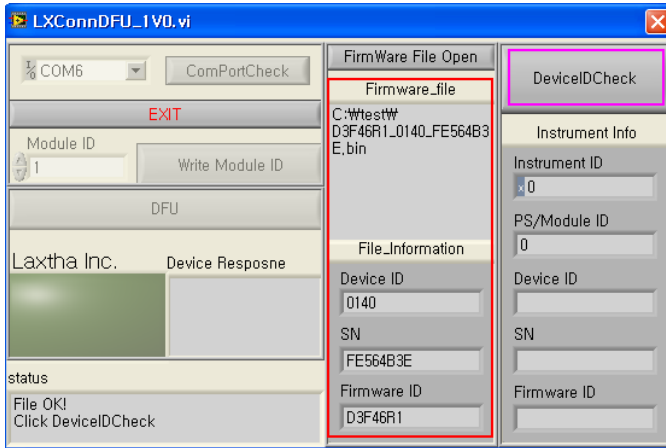 LXConnDFU_1V0.vi
COM6
ComPortCheck
EXIT
Module ID
1
Write Module ID
DFU
Laxtha Inc.
Device Resposne
status
File OK!
Click DeviceIDCheck
FirmWare File Open
Firmware_file
C:₩test₩
D3F46R1_0140_FE564B3
E.bin
File_Information
Device ID
0140
SN
FE564B3E
Firmware ID
D3F46R1
DeviceIDCheck
Instrument Info
Instrument ID
x 0
PS/Module ID
0
Device ID
SN
Firmware ID